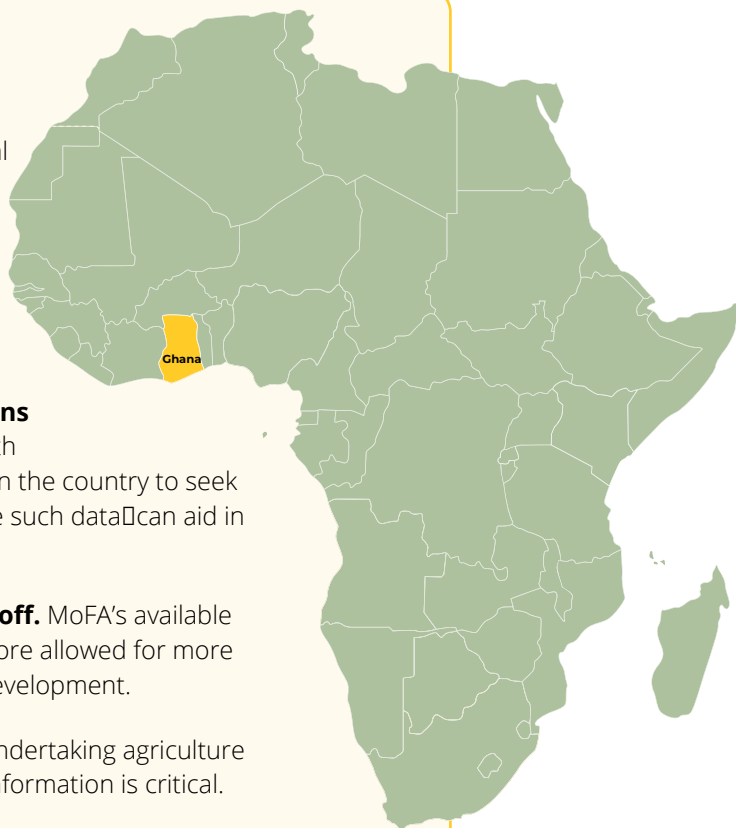 al
Ghana
ns
th
n the country to seek
e such data▯can aid in
off. MoFA's available
ore allowed for more
evelopment.
ndertaking agriculture
nformation is critical.